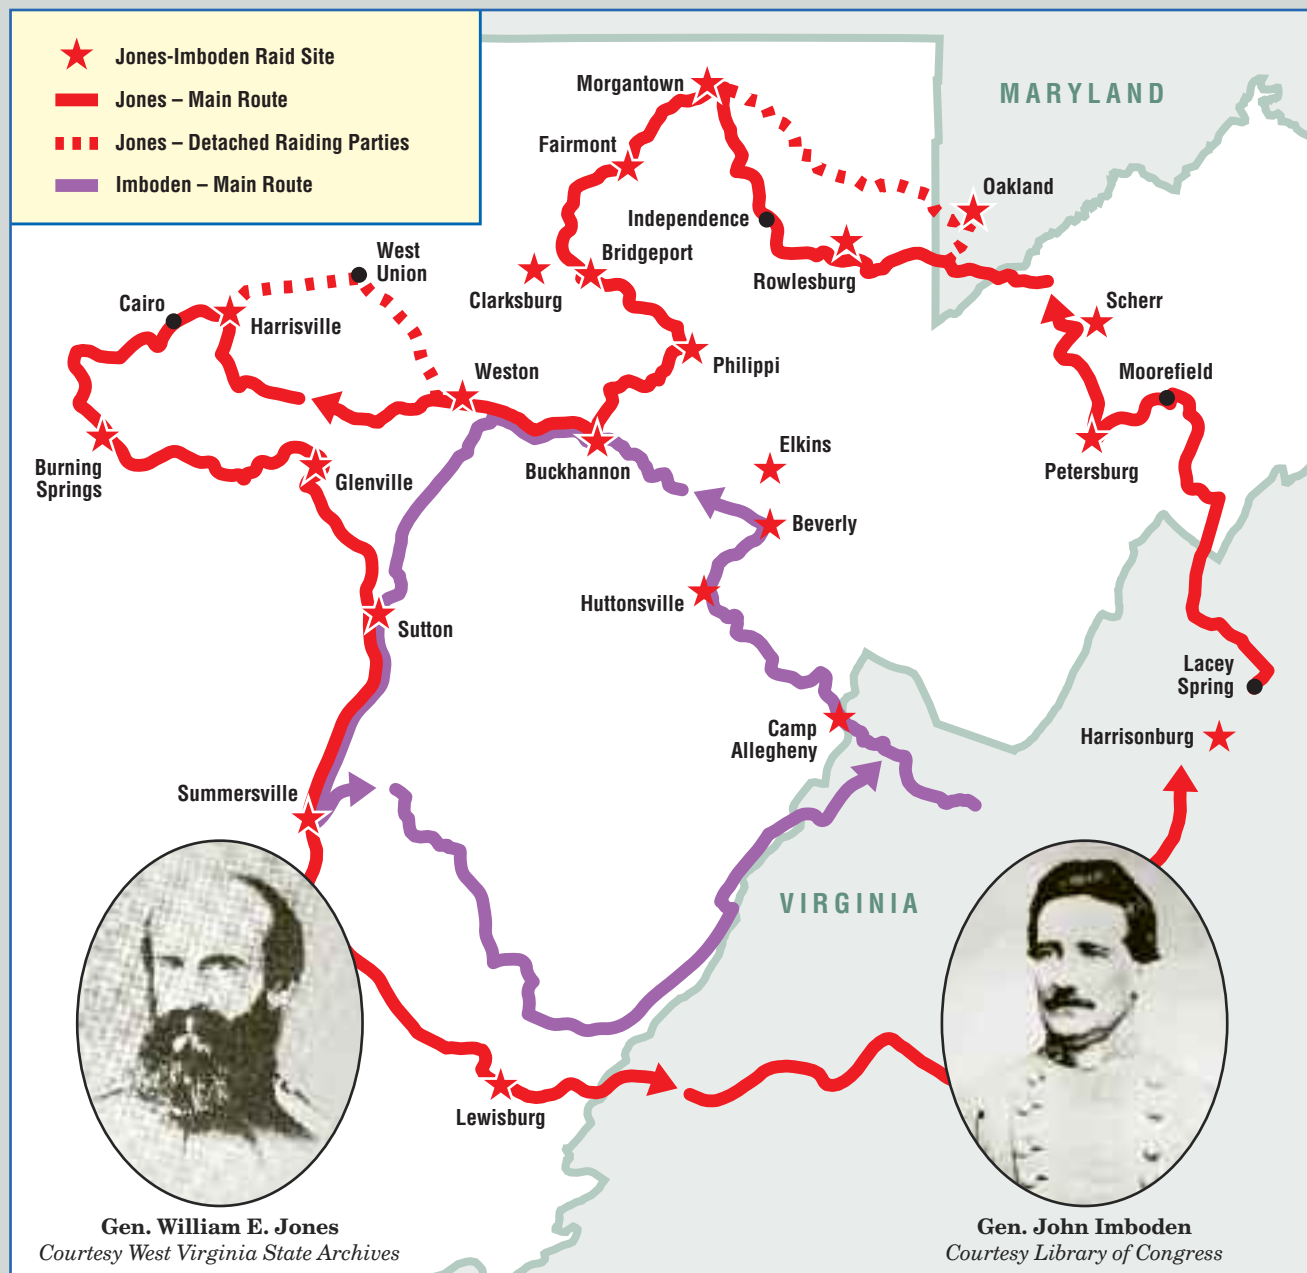 Jones-Imboden Raid Site
Jones – Main Route
Jones – Detached Raiding Parties
Imboden – Main Route
MARYLAND
Morgantown
Fairmont
Oakland
Independence
West
Union
Bridgeport
Rowlesburg
Clarksburg
Cairo
Harrisville
Scherr
Philippi
Weston
Moorefield
Elkins
Burning
Springs
Glenville
Buckhannon
Petersburg
Beverly
Huttonsville
Sutton
Lacey
Spring
Camp
Allegheny
Harrisonburg
Summersville
VIRGINIA
Lewisburg
Gen. William E. Jones
Courtesy West Virginia State Archives
Gen. John Imboden
Courtesy Library of Congress